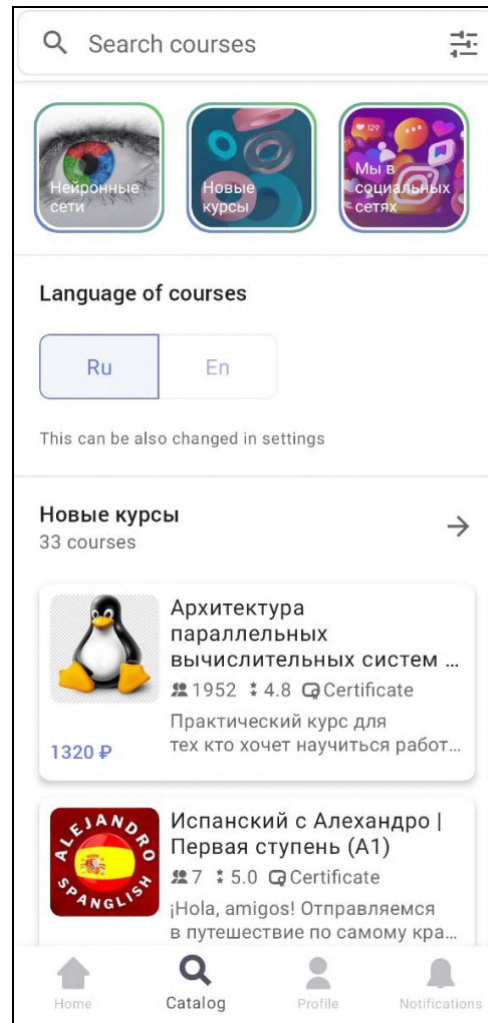 Search courses
Нейронные
сети
Новые
курсы
129
Мы в
социальных
сетях
Language of courses
Ru
En
This can be also changed in settings
Новые курсы
33 courses
Архитектура
параллельных
вычислительных систем ...
1952 4.8 Certificate
Практический курс для
тех кто хочет научиться работ...
1320 ₽
ALEJANDRO
SPANGLISH
Испанский с Алехандро |
Первая ступень (А1)
7 5.0 Certificate
¡Hola, amigos! Отправляемся
в путешествие по самому кра...
Home
Catalog
Profile
Notifications